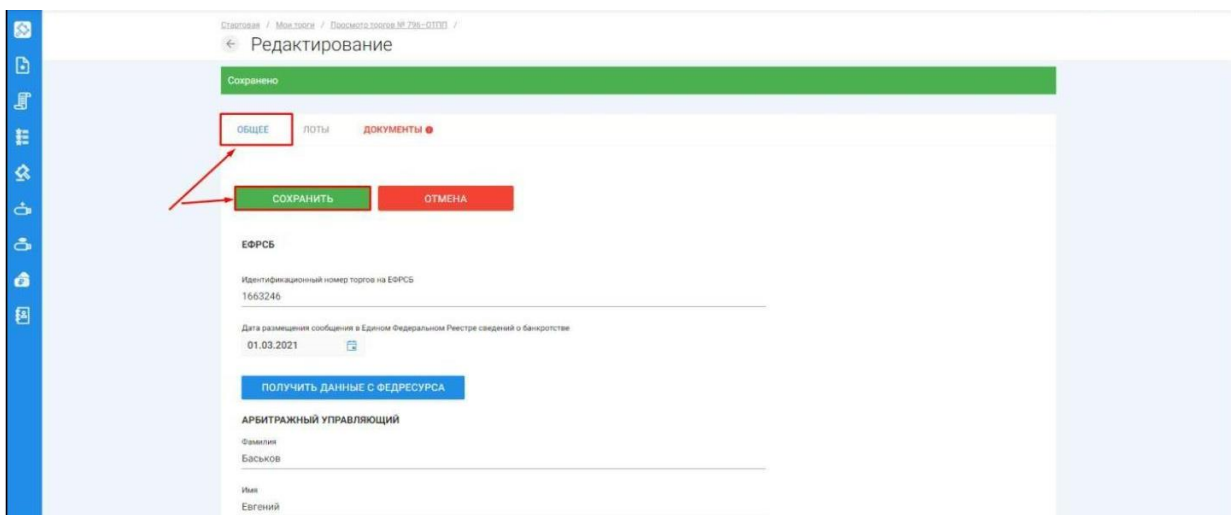 Стартовая / Мои торги / Просмотр торгов № 796-ОТПП /
Редактирование
Сохранено
ОБЩЕЕ ЛОТЫ ДОКУМЕНТЫ
СОХРАНИТЬ ОТМЕНА
ЕФРСБ
Идентификационный номер торгов на ЕФРСБ
1663246
Дата размещения сообщения в Едином Федеральном Реестре сведений о банкротстве
01.03.2021
ПОЛУЧИТЬ ДАННЫЕ С ФЕДРЕСУРСА
АРБИТРАЖНЫЙ УПРАВЛЯЮЩИЙ
Фамилия
Баськов
Имя
Евгений